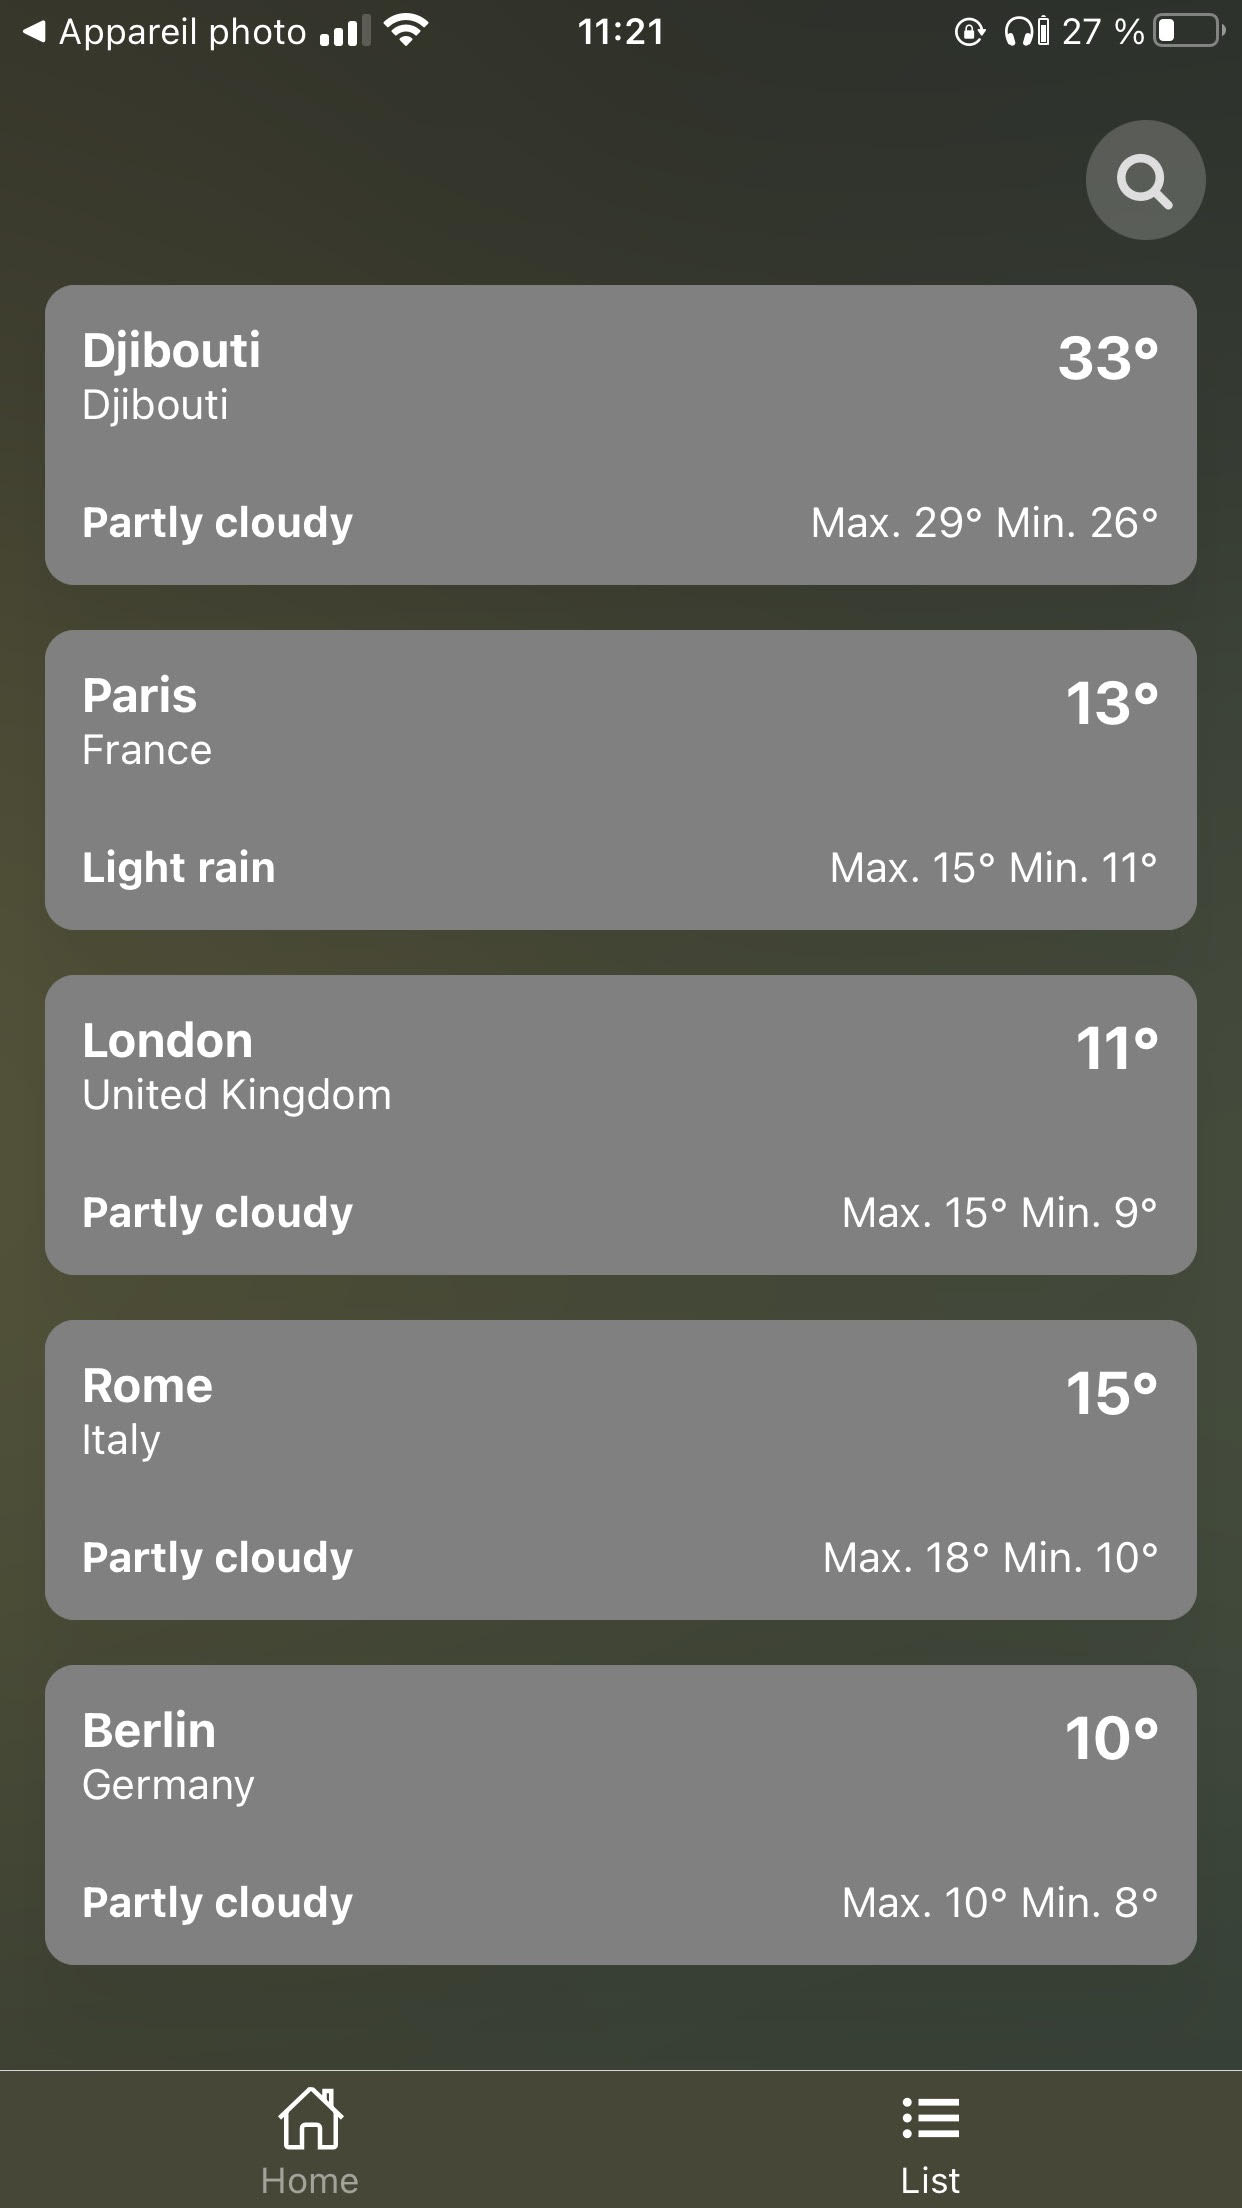 Appareil photo 11:21 27 %
Djibouti 33°
Djibouti
Partly cloudy Max. 29° Min. 26°
Paris 13°
France
Light rain Max. 15° Min. 11°
London 11°
United Kingdom
Partly cloudy Max. 15° Min. 9°
Rome 15°
Italy
Partly cloudy Max. 18° Min. 10°
Berlin 10°
Germany
Partly cloudy Max. 10° Min. 8°
Home List